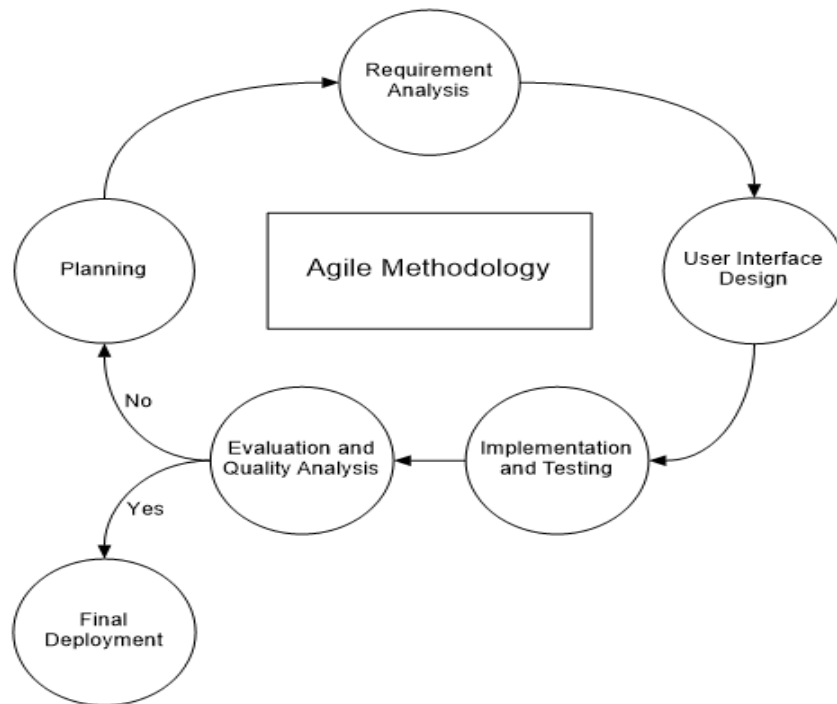 Requirement
Analysis
Planning
Agile Methodology
User Interface
Design
No
Evaluation and
Quality Analysis
Implementation
and Testing
Yes
Final
Deployment